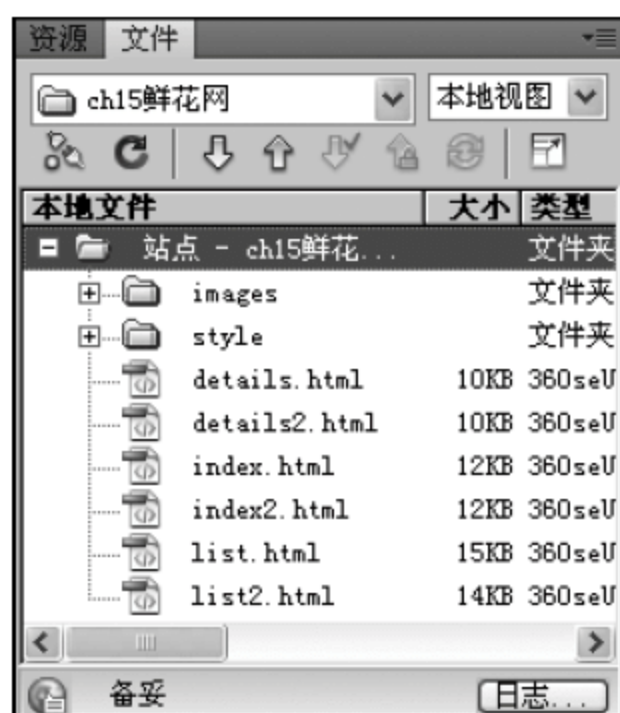 资源 文件
ch15鲜花网 本地视图
本地文件 大小 类型
站点 - ch15鲜花... 文件夹
images 文件夹
style 文件夹
details.html 10KB 360seU
details2.html 10KB 360seU
index.html 12KB 360seU
index2.html 12KB 360seU
list.html 15KB 360seU
list2.html 14KB 360seU
备妥 日志...